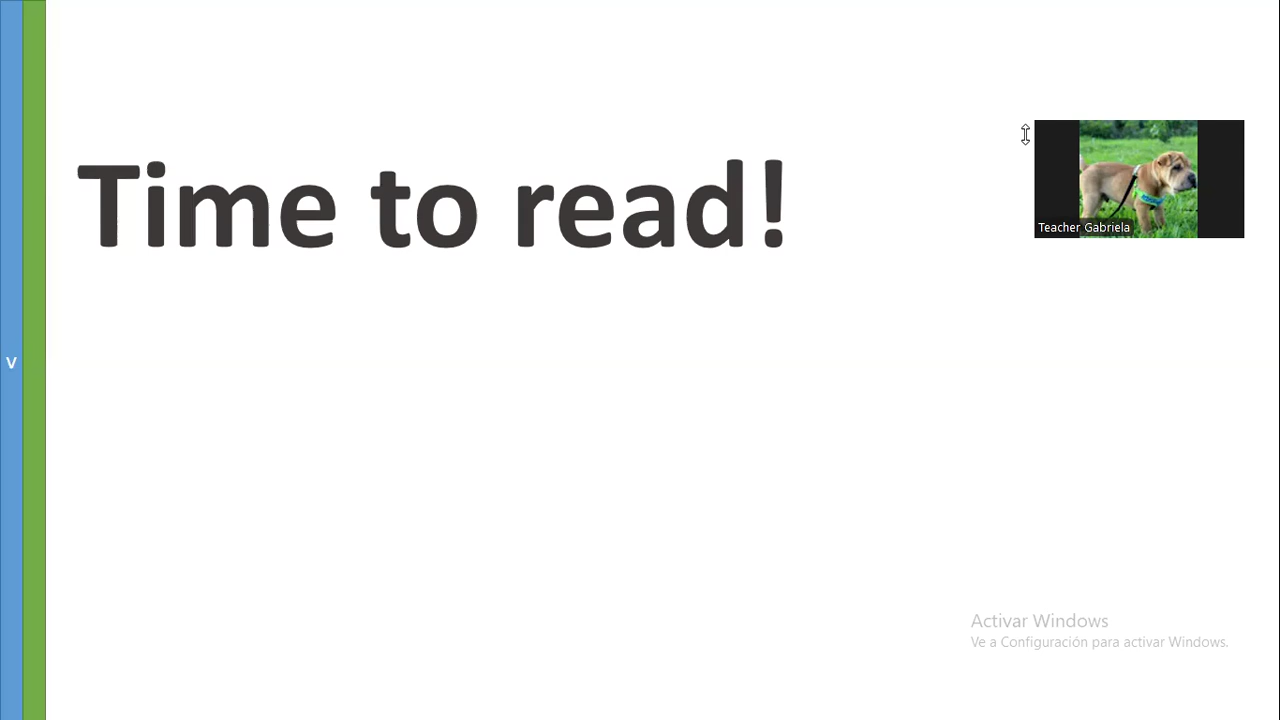 Time to read!
Teacher Gabriela
V
Activar Windows
Ve a Configuración para activar Windows.